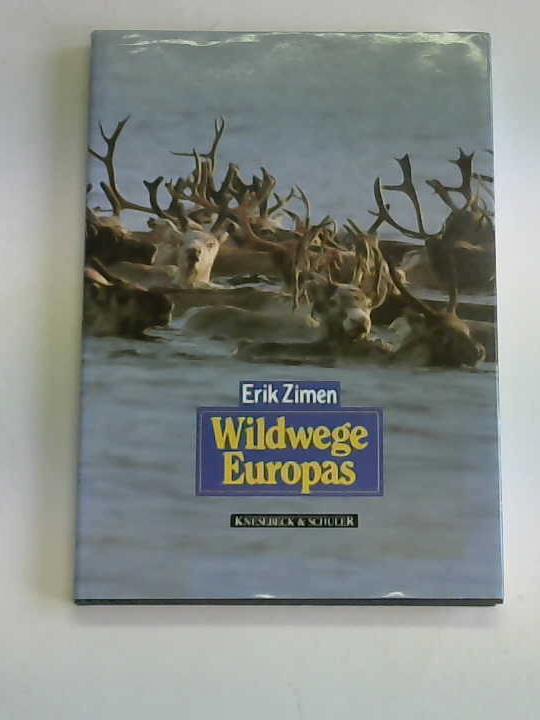 Erik Zimen
Wildwege
Europas
KNESEBECK & SCHULER